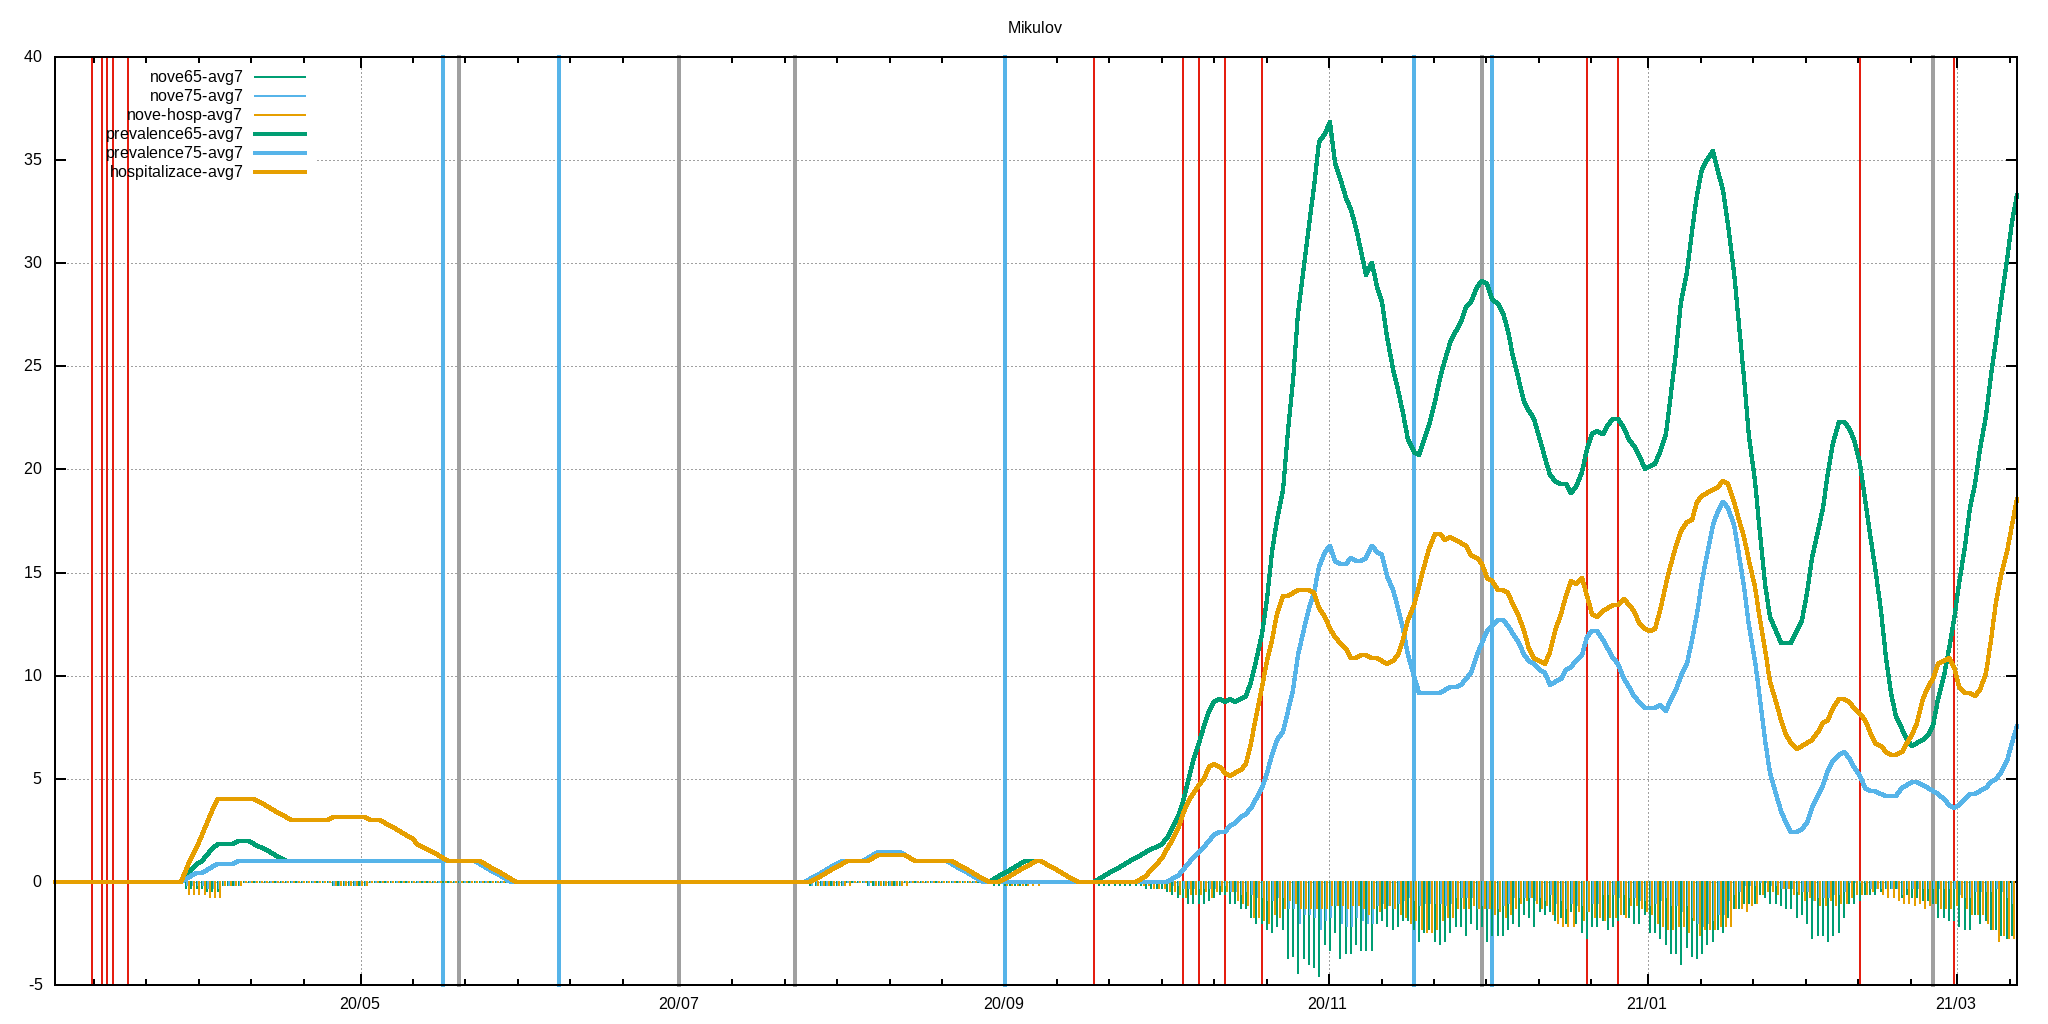 Mikulov
40
35
30
25
20
15
10
5
0
-5
nove65-avg7
nove75-avg7
nove-hosp-avg7
prevalence65-avg7
prevalence75-avg7
hospitalizace-avg7
20/05
20/07
20/09
20/11
21/01
21/03